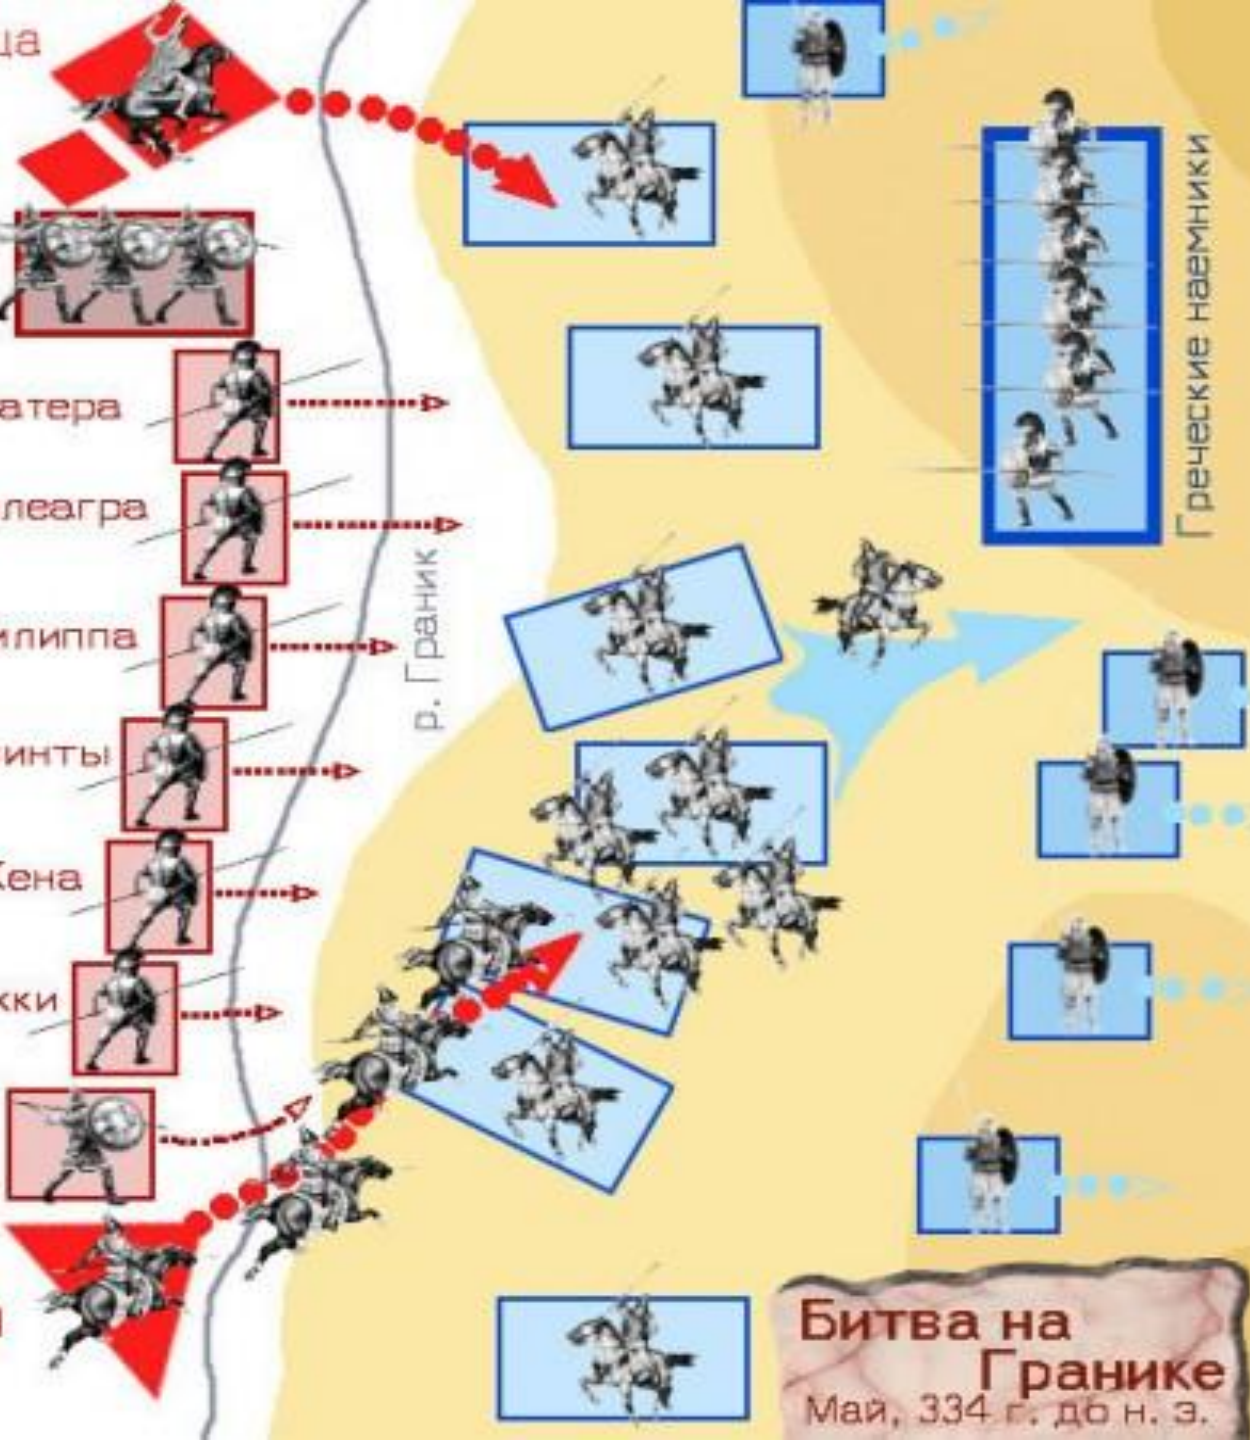 ца
атера
леагра
илиппа
инты
Кена
кки
р. Граник
Греческие наемники
Битва на
Гранике
Май, 334 г. до н. э.